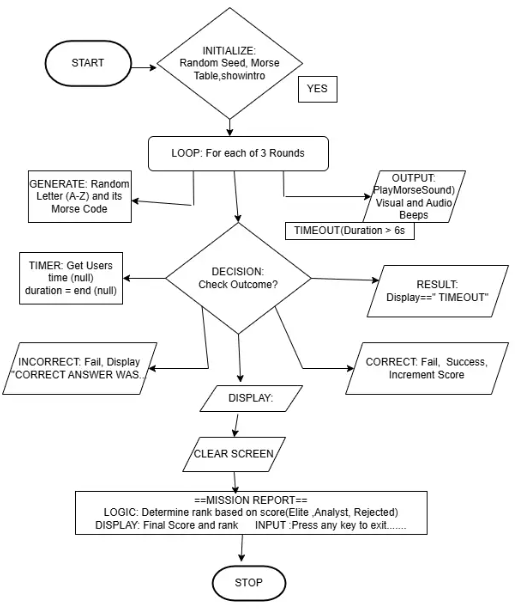 START
INITIALIZE:
Random Seed, Morse
Table,showintro
YES
LOOP: For each of 3 Rounds
GENERATE: Random
Letter (A-Z) and its
Morse Code
OUTPUT:
PlayMorseSound)
Visual and Audio
Beeps
TIMEOUT(Duration > 6s
TIMER: Get Users
time (null)
duration = end (null)
DECISION:
Check Outcome?
RESULT:
Display==" TIMEOUT"
INCORRECT: Fail, Display
"CORRECT ANSWER WAS...
CORRECT: Fail, Success,
Increment Score
DISPLAY:
CLEAR SCREEN
==MISSION REPORT==
LOGIC: Determine rank based on score(Elite ,Analyst, Rejected)
DISPLAY: Final Score and rank INPUT :Press any key to exit.......
STOP